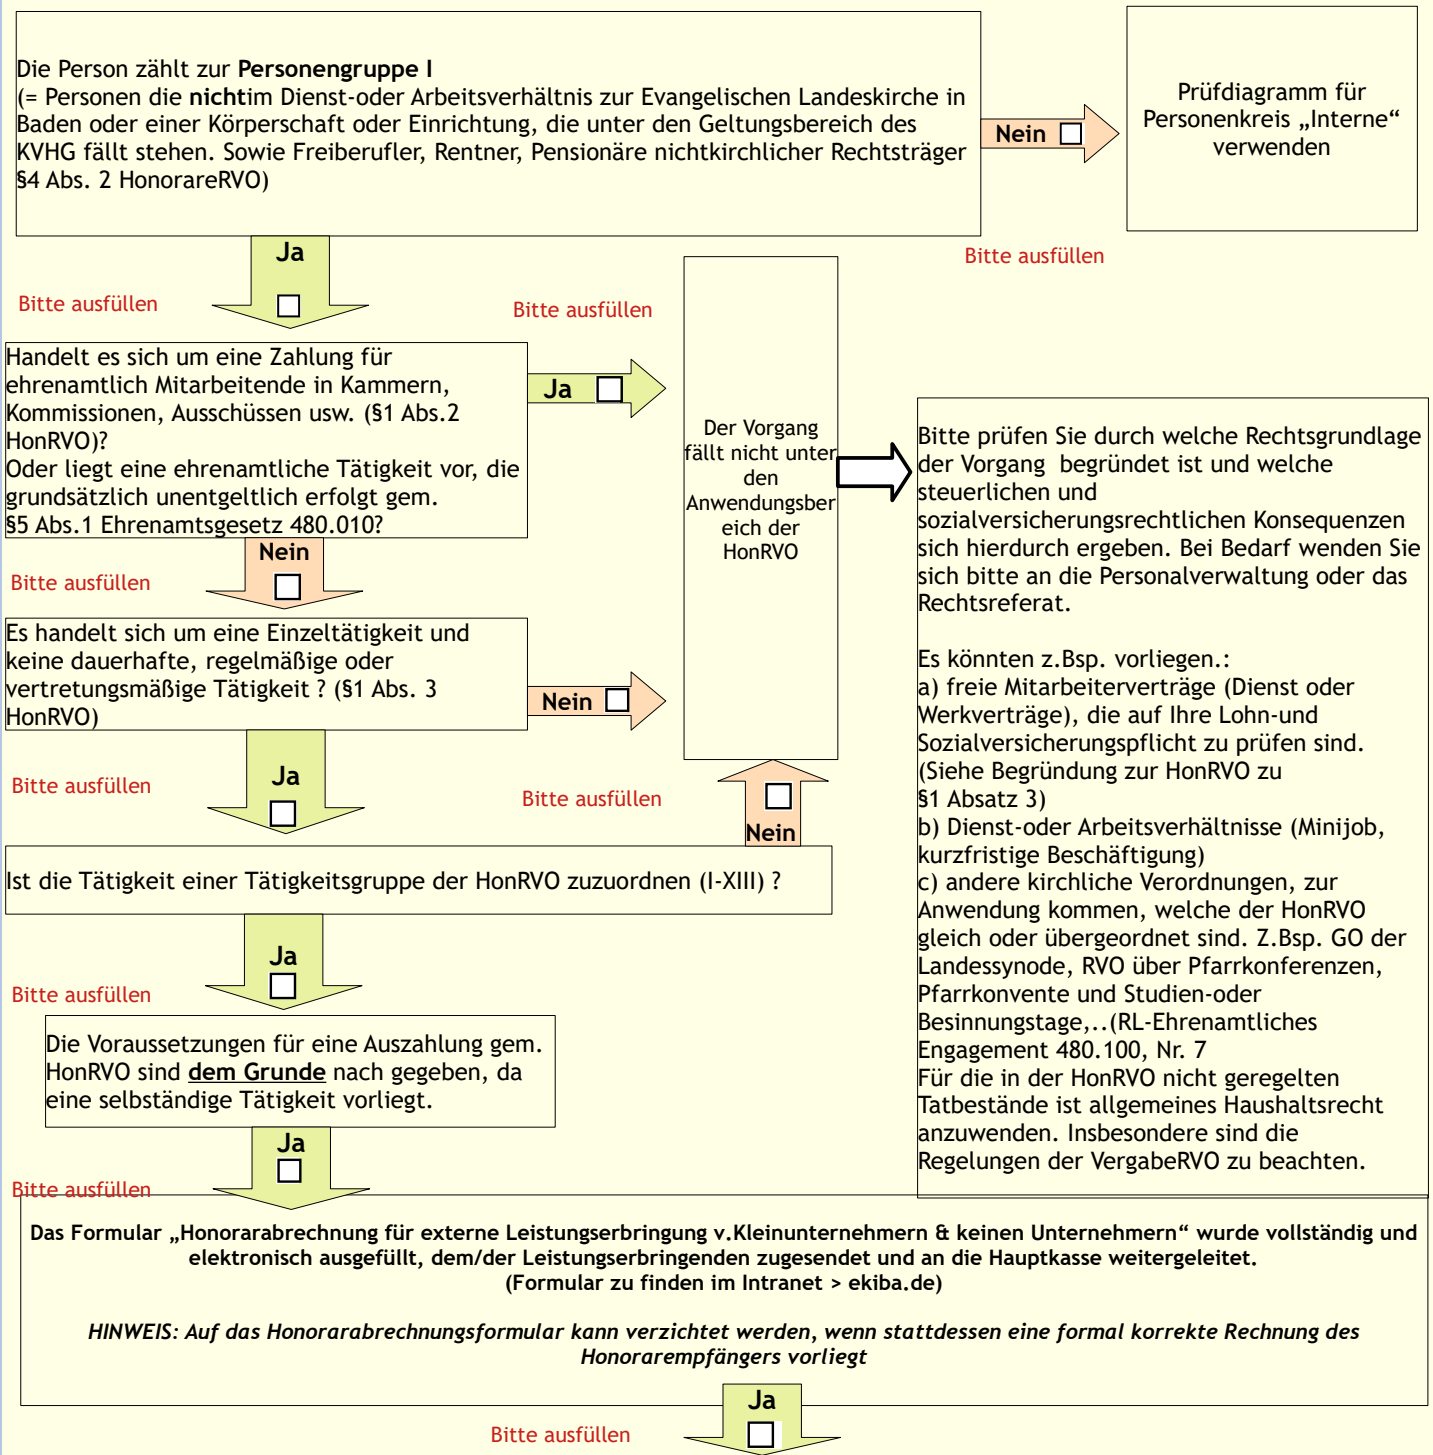 Die Person zählt zur Personengruppe I
(= Personen die nichtim Dienst-oder Arbeitsverhältnis zur Evangelischen Landeskirche in
Baden oder einer Körperschaft oder Einrichtung, die unter den Geltungsbereich des
KVHG fällt stehen. Sowie Freiberufler, Rentner, Pensionäre nichtkirchlicher Rechtsträger
§4 Abs. 2 HonorareRVO)
Nein
Prüfdiagramm für
Personenkreis „Interne“
verwenden
Bitte ausfüllen
Ja
Bitte ausfüllen
Handelt es sich um eine Zahlung für
ehrenamtlich Mitarbeitende in Kammern,
Kommissionen, Ausschüssen usw. (§1 Abs.2
HonRVO)?
Oder liegt eine ehrenamtliche Tätigkeit vor, die
grundsätzlich unentgeltlich erfolgt gem.
§5 Abs.1 Ehrenamtsgesetz 480.010?
Bitte ausfüllen
Ja
Der Vorgang
fällt nicht unter
den
Anwendungsber
eich der
HonRVO
Bitte prüfen Sie durch welche Rechtsgrundlage
der Vorgang begründet ist und welche
steuerlichen und
sozialversicherungsrechtlichen Konsequenzen
sich hierdurch ergeben. Bei Bedarf wenden Sie
sich bitte an die Personalverwaltung oder das
Rechtsreferat.
Es könnten z.Bsp. vorliegen.:
a) freie Mitarbeiterverträge (Dienst oder
Werkverträge), die auf Ihre Lohn-und
Sozialversicherungspflicht zu prüfen sind.
(Siehe Begründung zur HonRVO zu
§1 Absatz 3)
b) Dienst-oder Arbeitsverhältnisse (Minijob,
kurzfristige Beschäftigung)
c) andere kirchliche Verordnungen, zur
Anwendung kommen, welche der HonRVO
gleich oder übergeordnet sind. Z.Bsp. GO der
Landessynode, RVO über Pfarrkonferenzen,
Pfarrkonvente und Studien-oder
Besinnungstage,..(RL-Ehrenamtliches
Engagement 480.100, Nr. 7
Für die in der HonRVO nicht geregelten
Tatbestände ist allgemeines Haushaltsrecht
anzuwenden. Insbesondere sind die
Regelungen der VergabeRVO zu beachten.
Nein
Bitte ausfüllen
Es handelt sich um eine Einzeltätigkeit und
keine dauerhafte, regelmäßige oder
vertretungsmäßige Tätigkeit ? (§1 Abs. 3
HonRVO)
Nein
Bitte ausfüllen
Ja
Bitte ausfüllen
Nein
Ist die Tätigkeit einer Tätigkeitsgruppe der HonRVO zuzuordnen (I-XIII) ?
Ja
Bitte ausfüllen
Die Voraussetzungen für eine Auszahlung gem.
HonRVO sind dem Grunde nach gegeben, da
eine selbständige Tätigkeit vorliegt.
Ja
Bitte ausfüllen
Das Formular „Honorarabrechnung für externe Leistungserbringung v.Kleinunternehmern & keinen Unternehmern“ wurde vollständig und
elektronisch ausgefüllt, dem/der Leistungserbringenden zugesendet und an die Hauptkasse weitergeleitet.
(Formular zu finden im Intranet > ekiba.de)
HINWEIS: Auf das Honorarabrechnungsformular kann verzichtet werden, wenn stattdessen eine formal korrekte Rechnung des
Honorarempfängers vorliegt
Ja
Bitte ausfüllen